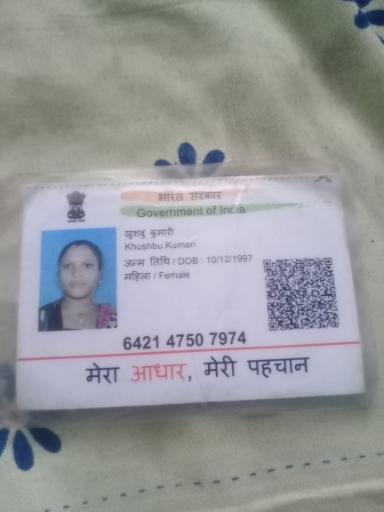 भारत सरकार
Government of India
खुशबु कुमारी
Khushbu Kumari
जन्म तिथि / DOB : 10/12/1997
महिला / Female
6421 4750 7974
मेरा आधार, मेरी पहचान